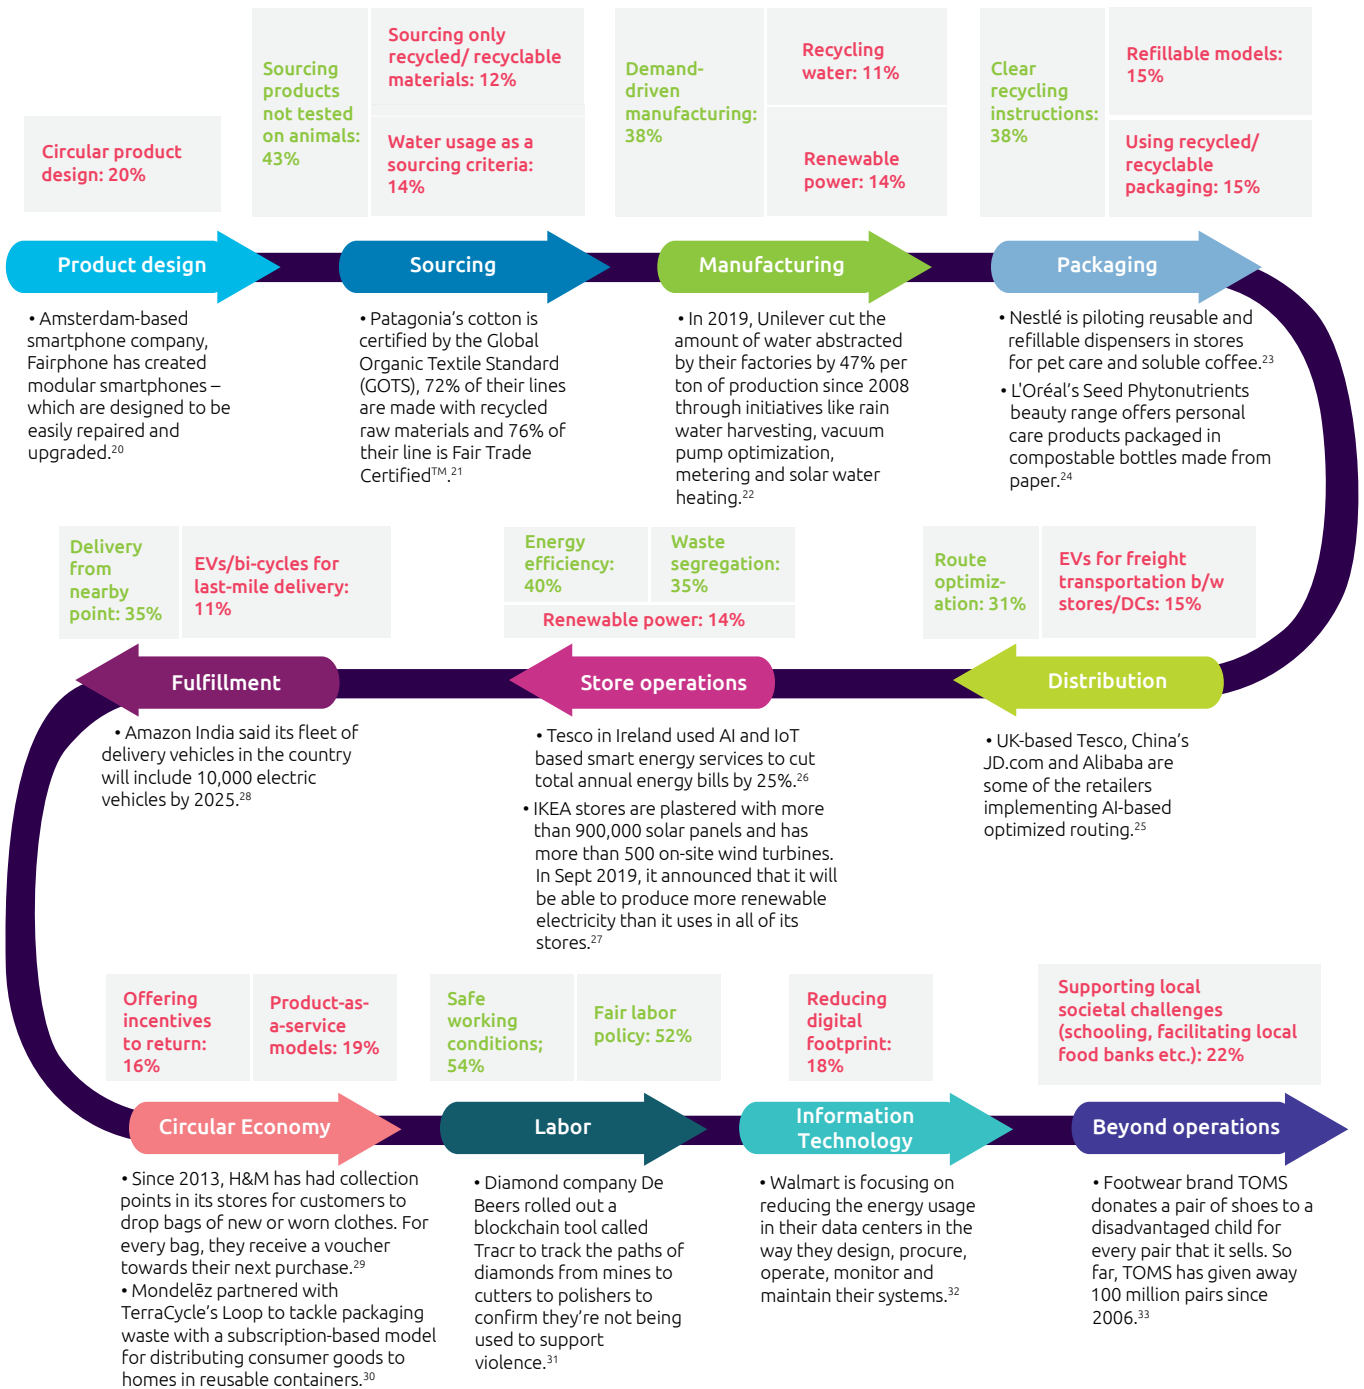 Circular product
design: 20%
Sourcing
products
not tested
on animals:
43%
Sourcing only
recycled/ recyclable
materials: 12%
Water usage as a
sourcing criteria:
14%
Demand-
driven
manufacturing:
38%
Recycling
water: 11%
Renewable
power: 14%
Clear
recycling
instructions:
38%
Refillable models:
15%
Using recycled/
recyclable
packaging: 15%
Product design
Sourcing
Manufacturing
Packaging
• Amsterdam-based
smartphone company,
Fairphone has created
modular smartphones –
which are designed to be
easily repaired and
upgraded.20
• Patagonia’s cotton is
certified by the Global
Organic Textile Standard
(GOTS), 72% of their lines
are made with recycled
raw materials and 76% of
their line is Fair Trade
Certified™.21
• In 2019, Unilever cut the
amount of water abstracted
by their factories by 47% per
ton of production since 2008
through initiatives like rain
water harvesting, vacuum
pump optimization,
metering and solar water
heating.22
• Nestlé is piloting reusable and
refillable dispensers in stores
for pet care and soluble coffee.23
• L'Oréal’s Seed Phytonutrients
beauty range offers personal
care products packaged in
compostable bottles made from
paper.24
Delivery
from
nearby
point: 35%
EVs/bi-cycles for
last-mile delivery:
11%
Energy
efficiency:
40%
Waste
segregation:
35%
Renewable power: 14%
Route
optimiz-
ation: 31%
EVs for freight
transportation b/w
stores/DCs: 15%
Fulfillment
Store operations
Distribution
• Amazon India said its fleet of
delivery vehicles in the country
will include 10,000 electric
vehicles by 2025.28
• Tesco in Ireland used AI and IoT
based smart energy services to cut
total annual energy bills by 25%.26
• IKEA stores are plastered with more
than 900,000 solar panels and has
more than 500 on-site wind turbines.
In Sept 2019, it announced that it will
be able to produce more renewable
electricity than it uses in all of its
stores.27
• UK-based Tesco, China’s
JD.com and Alibaba are
some of the retailers
implementing AI-based
optimized routing.25
Offering
incentives
to return:
16%
Product-as-
a-service
models: 19%
Safe
working
conditions;
54%
Fair labor
policy: 52%
Reducing
digital
footprint:
18%
Supporting local
societal challenges
(schooling, facilitating local
food banks etc.): 22%
Circular Economy
Labor
Information
Technology
Beyond operations
• Since 2013, H&M has had collection
points in its stores for customers to
drop bags of new or worn clothes. For
every bag, they receive a voucher
towards their next purchase.29
• Mondelēz partnered with
TerraCycle’s Loop to tackle packaging
waste with a subscription-based model
for distributing consumer goods to
homes in reusable containers.30
• Diamond company De
Beers rolled out a
blockchain tool called
Tracr to track the paths of
diamonds from mines to
cutters to polishers to
confirm they’re not being
used to support
violence.31
• Walmart is focusing on
reducing the energy usage
in their data centers in the
way they design, procure,
operate, monitor and
maintain their systems.32
• Footwear brand TOMS
donates a pair of shoes to a
disadvantaged child for
every pair that it sells. So
far, TOMS has given away
100 million pairs since
2006.33